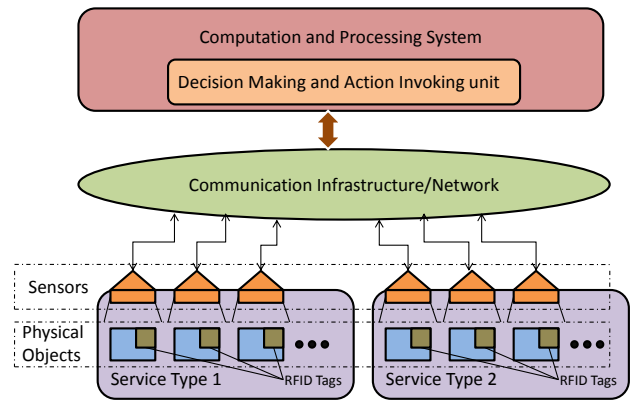 Computation and Processing System
Decision Making and Action Invoking unit
Communication Infrastructure/Network
Sensors
Physical
Objects
Service Type 1
RFID Tags
Service Type 2
RFID Tags